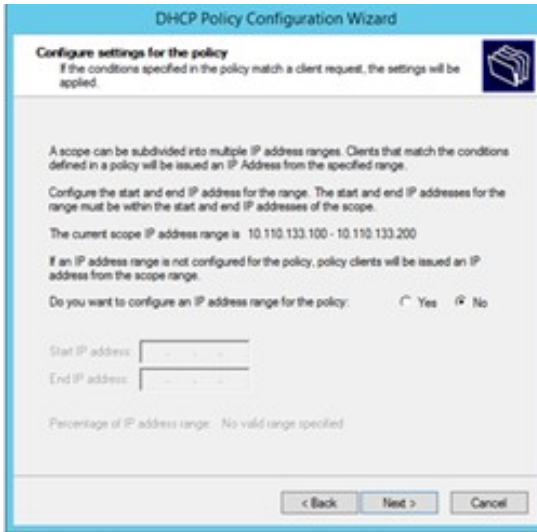 DHCP Policy Configuration Wizard
Configure settings for the policy
If the conditions specified in the policy match a client request, the settings will be
applied.
A scope can be subdivided into multiple IP address ranges. Clients that match the conditions
defined in a policy will be issued an IP Address from the specified range.
Configure the start and end IP address for the range. The start and end IP addresses for the
range must be within the start and end IP addresses of the scope.
The current scope IP address range is 10.110.133.100 - 10.110.133.200
If an IP address range is not configured for the policy, policy clients will be issued an IP
address from the scope range.
Do you want to configure an IP address range for the policy: Yes No
Start IP address:
End IP address:
Percentage of IP address range: No valid range specified
< Back Next > Cancel